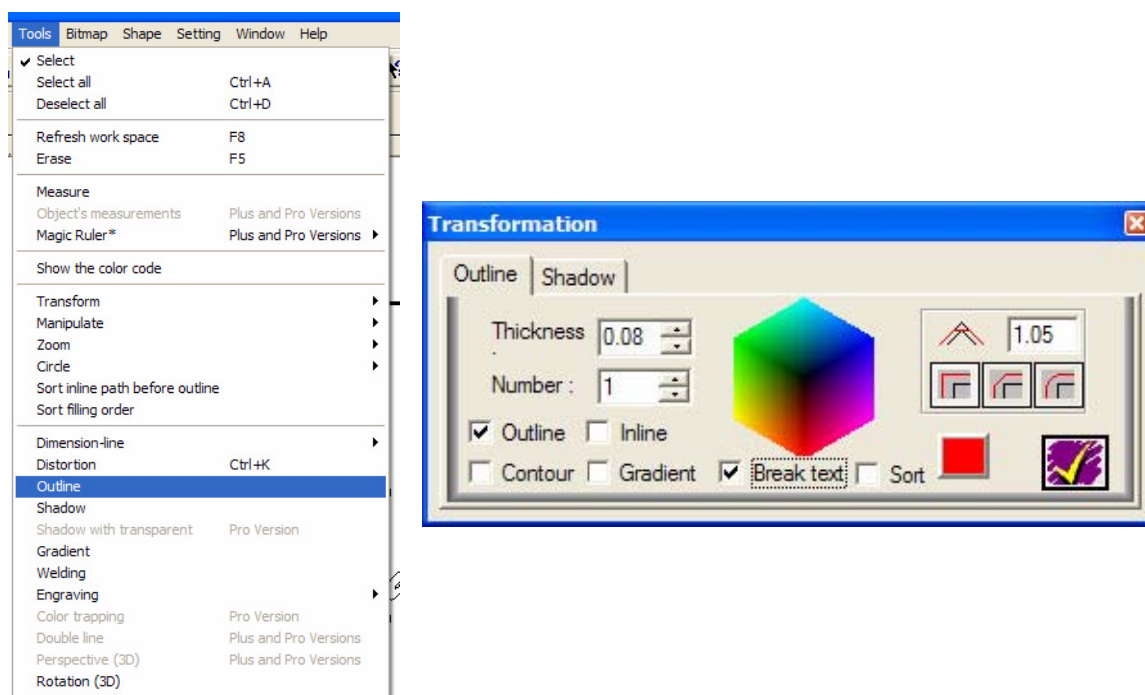 Tools Bitmap Shape Setting Window Help
Select
Select all Ctrl+A
Deselect all Ctrl+D
Refresh work space F8
Erase F5
Measure
Object's measurements Plus and Pro Versions
Magic Ruler* Plus and Pro Versions
Show the color code
Transform
Manipulate
Zoom
Circle
Sort inline path before outline
Sort filling order
Dimension-line
Distortion Ctrl+K
Outline
Shadow
Shadow with transparent Pro Version
Gradient
Welding
Engraving
Color trapping Pro Version
Double line Plus and Pro Versions
Perspective (3D) Plus and Pro Versions
Rotation (3D)
Transformation
Outline Shadow
Thickness 0.08 1.05
Number : 1
Outline Inline
Contour Gradient Break text Sort